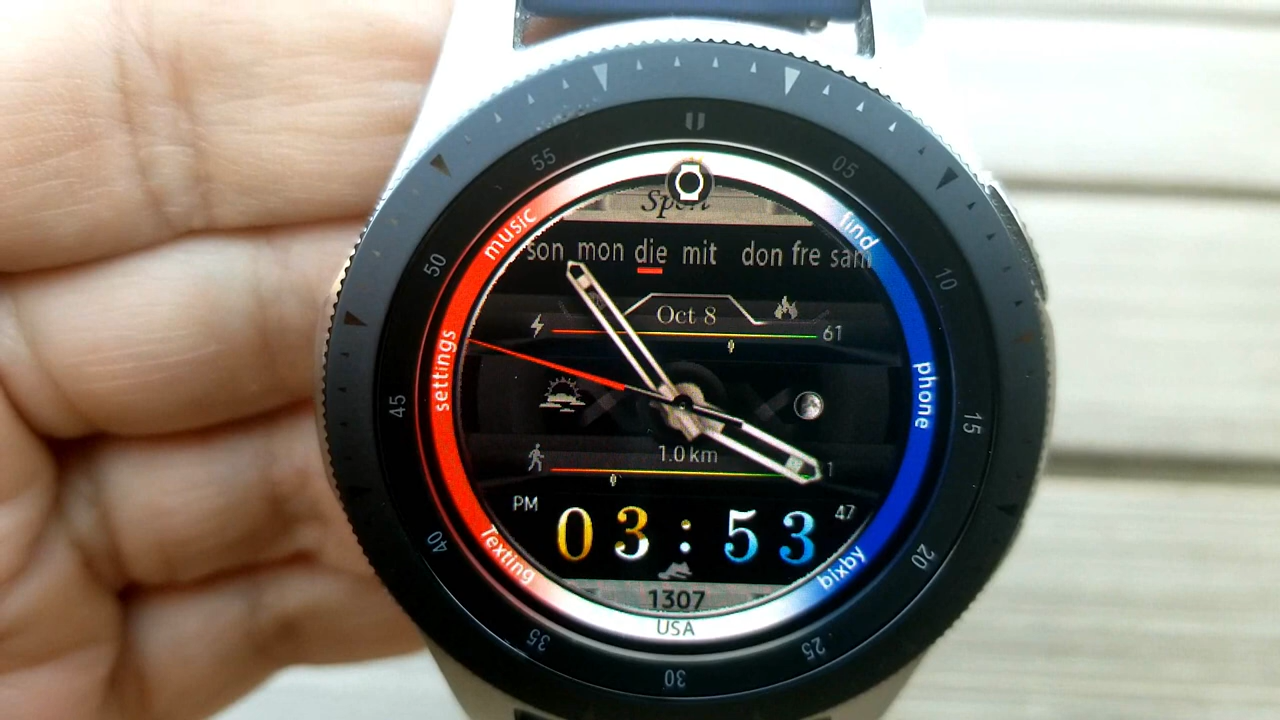 05
10
15
20
25
30
35
40
45
50
55
music
find
settings
phone
Texting
bixby
Sport
son mon die mit don fre sam
Oct 8
61
1.0 km
1
PM
03:53
47
1307
USA